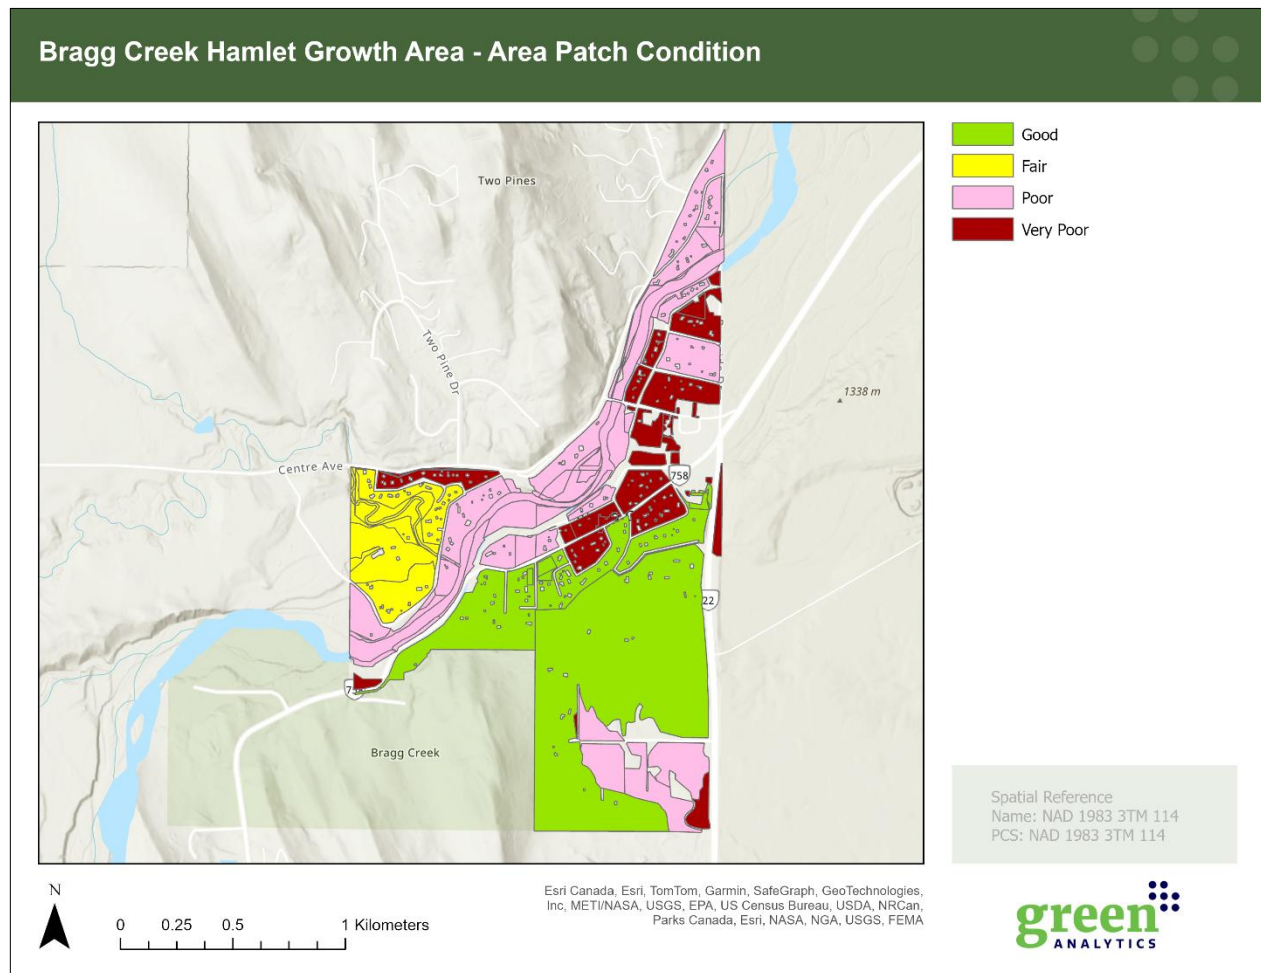 Bragg Creek Hamlet Growth Area - Area Patch Condition
Good
Fair
Poor
Very Poor
Two Pines
Two Pine Dr
1338 m
Centre Ave
758
22
Bragg Creek
Spatial Reference
Name: NAD 1983 3TM 114
PCS: NAD 1983 3TM 114
N
0 0.25 0.5 1 Kilometers
Esri Canada, Esri, TomTom, Garmin, SafeGraph, GeoTechnologies,
Inc, METI/NASA, USGS, EPA, US Census Bureau, USDA, NRCan,
Parks Canada, Esri, NASA, NGA, USGS, FEMA
green
ANALYTICS